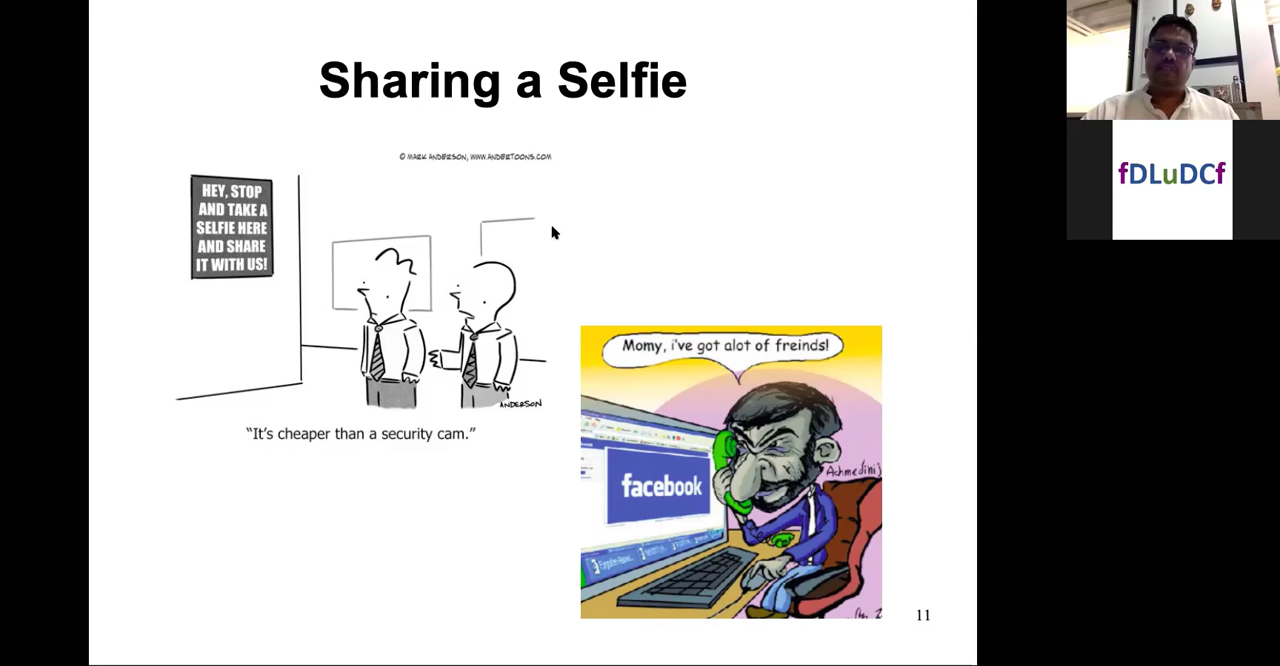 Sharing a Selfie
© MARK ANDERSON, WWW.ANDERTOONS.COM
HEY, STOP
AND TAKE A
SELFIE HERE
AND SHARE
IT WITH US!
ANDERSON
"It's cheaper than a security cam."
Momy, i've got alot of freinds!
facebook
Achmedinij
11
fDLuDCf